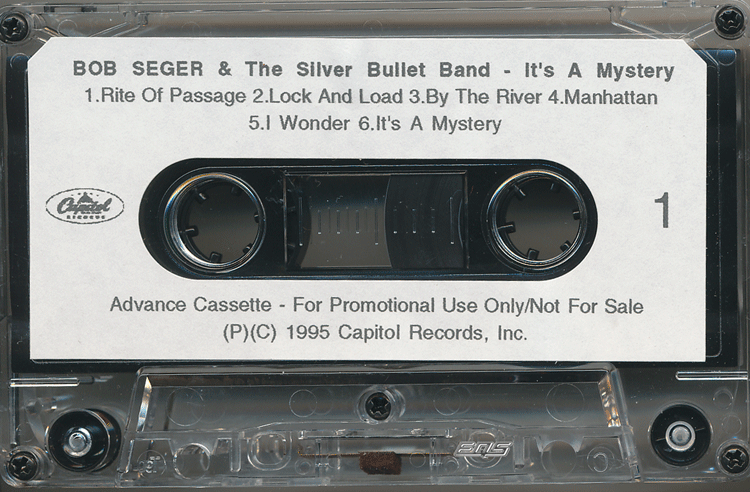 BOB SEGER & The Silver Bullet Band - It's A Mystery
1.Rite Of Passage 2.Lock And Load 3.By The River 4.Manhattan
5.I Wonder 6.It's A Mystery
Capitol
RECORDS
1
Advance Cassette - For Promotional Use Only/Not For Sale
(P)(C) 1995 Capitol Records, Inc.